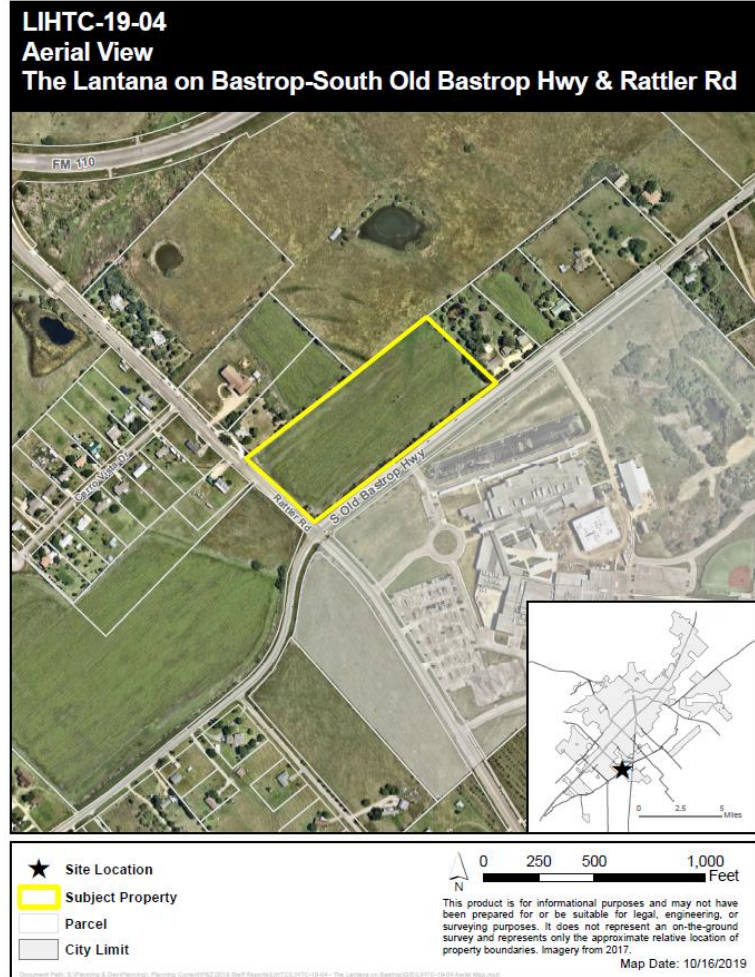 LIHTC-19-04
Aerial View
The Lantana on Bastrop-South Old Bastrop Hwy & Rattler Rd
FM 110
Cerro Vista Dr
Rattler Rd
S Old Bastrop Hwy
0 2.5 5
Miles
Site Location
Subject Property
Parcel
City Limit
N
0 250 500 1,000
Feet
This product is for informational purposes and may not have
been prepared for or be suitable for legal, engineering, or
surveying purposes. It does not represent an on-the-ground
survey and represents only the approximate relative location of
property boundaries. Imagery from 2017.
Map Date: 10/16/2019